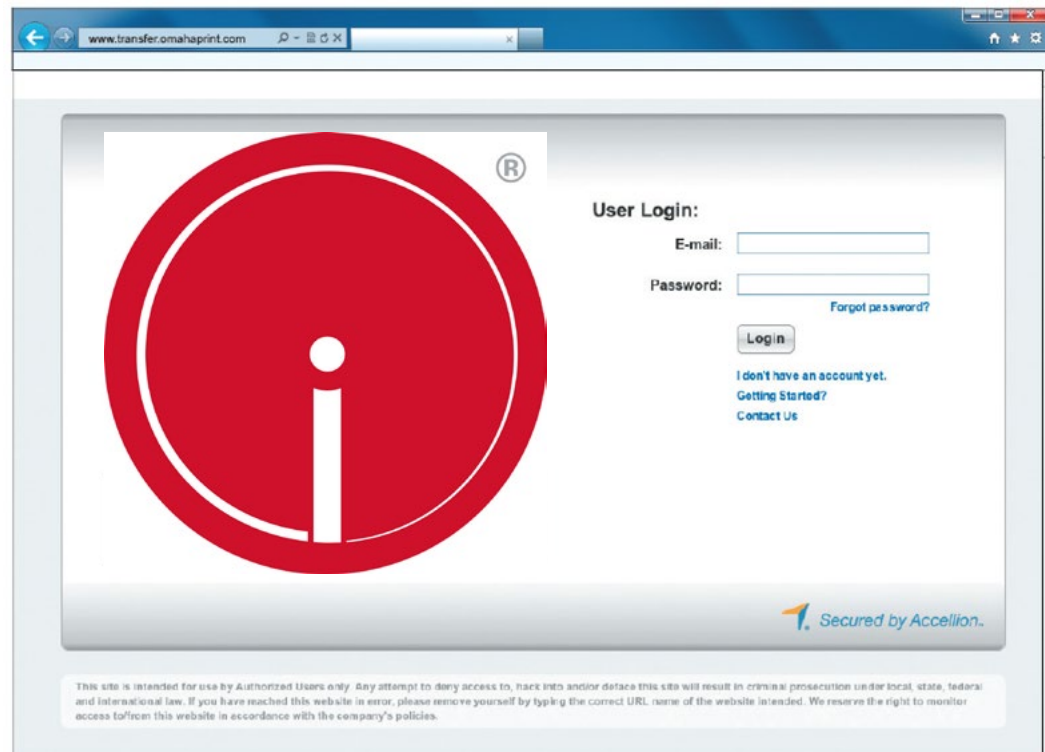 www.transfer.omahaprint.com
®
User Login:
E-mail:
Password:
Forgot password?
Login
I don't have an account yet.
Getting Started?
Contact Us
Secured by Accellion™
This site is intended for use by Authorized Users only. Any attempt to deny access to, hack into and/or deface this site will result in criminal prosecution under local, state, federal
and international law. If you have reached this website in error, please remove yourself by typing the correct URL name of the website intended. We reserve the right to monitor
access to/from this website in accordance with the company's policies.